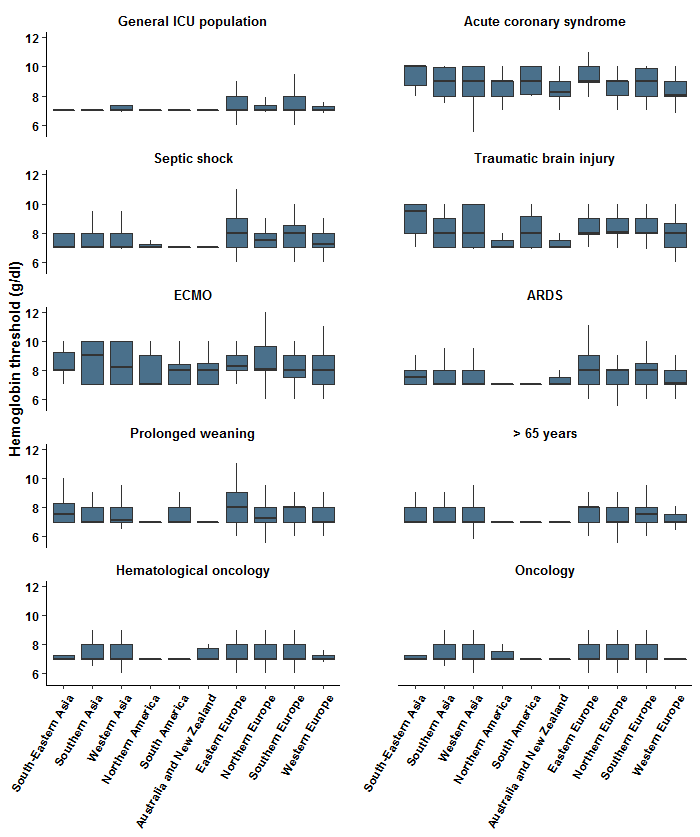 General ICU population
Acute coronary syndrome
12
10
8
6
Septic shock
Traumatic brain injury
12
10
8
6
Hemoglobin threshold (g/dl)
ECMO
ARDS
12
10
8
6
Prolonged weaning
> 65 years
12
10
8
6
Hematological oncology
Oncology
12
10
8
6
South-Eastern Asia
Southern Asia
Western Asia
Northern America
South America
Australia and New Zealand
Eastern Europe
Northern Europe
Southern Europe
Western Europe
South-Eastern Asia
Southern Asia
Western Asia
Northern America
South America
Australia and New Zealand
Eastern Europe
Northern Europe
Southern Europe
Western Europe